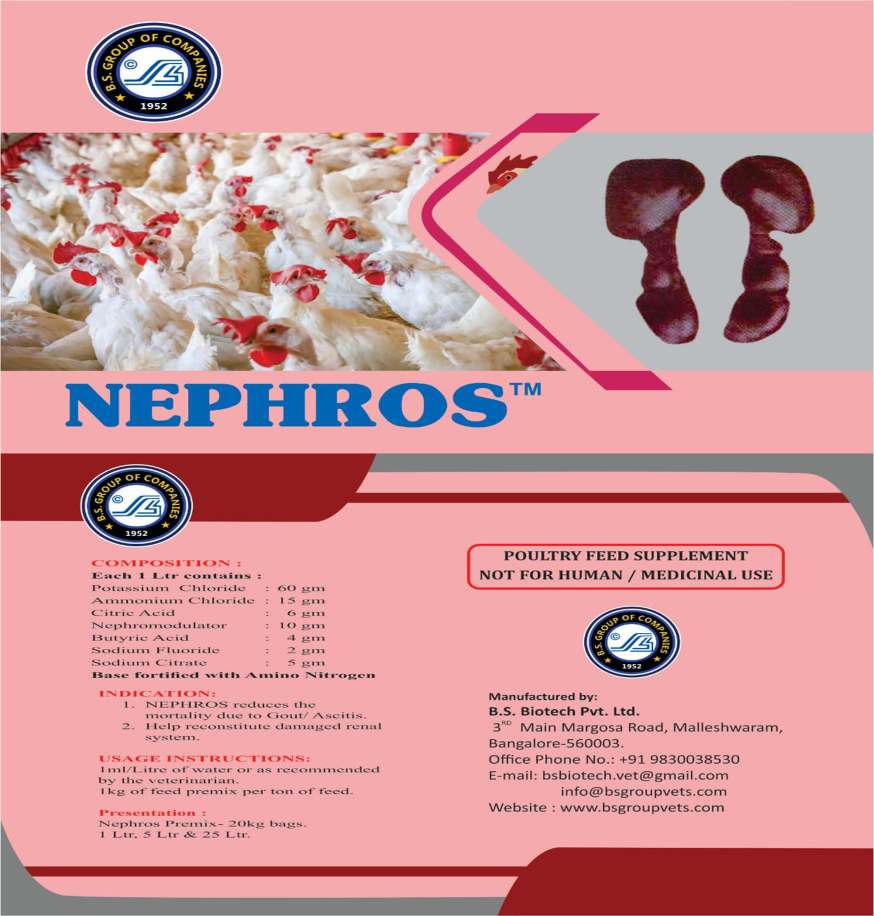 B.S. GROUP OF COMPANIES
©
1952
NEPHROS™
B.S. GROUP OF COMPANIES
©
1952
COMPOSITION :
Each 1 Ltr contains :
Potassium Chloride : 60 gm
Ammonium Chloride : 15 gm
Citric Acid : 6 gm
Nephromodulator : 10 gm
Butyric Acid : 4 gm
Sodium Fluoride : 2 gm
Sodium Citrate : 5 gm
Base fortified with Amino Nitrogen
INDICATION:
1. NEPHROS reduces the
mortality due to Gout/ Ascitis.
2. Help reconstitute damaged renal
system.
USAGE INSTRUCTIONS:
1ml/Litre of water or as recommended
by the veterinarian.
1kg of feed premix per ton of feed.
Presentation :
Nephros Premix- 20kg bags.
1 Ltr, 5 Ltr & 25 Ltr.
POULTRY FEED SUPPLEMENT
NOT FOR HUMAN / MEDICINAL USE
B.S. GROUP OF COMPANIES
©
1952
Manufactured by:
B.S. Biotech Pvt. Ltd.
3RD Main Margosa Road, Malleshwaram,
Bangalore-560003.
Office Phone No.: +91 9830038530
E-mail: bsbiotech.vet@gmail.com
info@bsgroupvets.com
Website : www.bsgroupvets.com